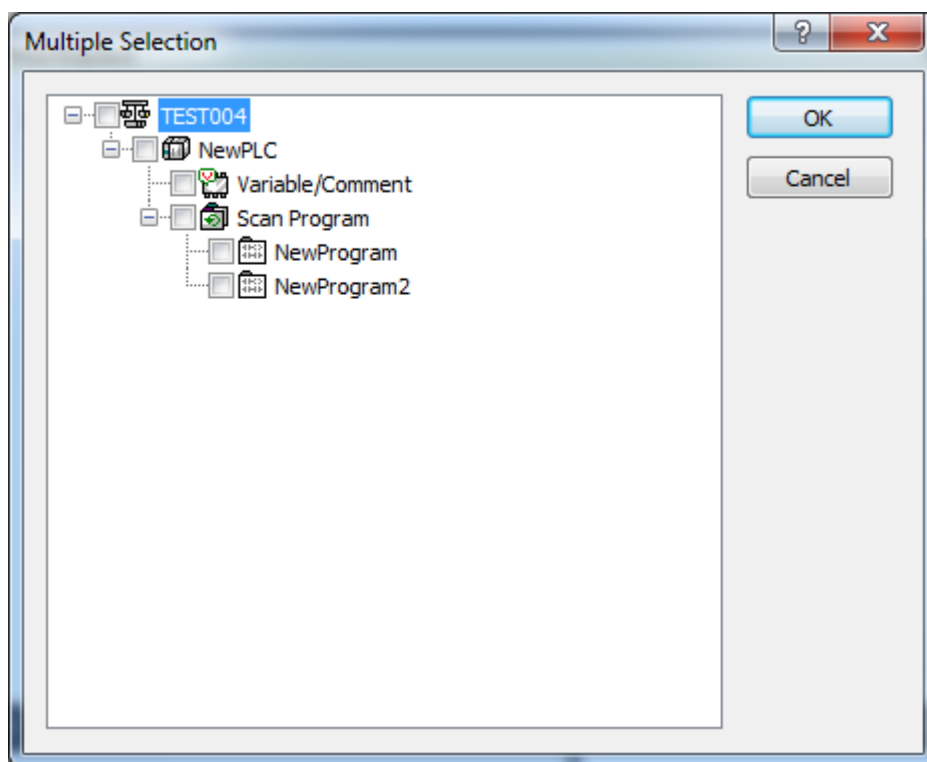 Multiple Selection
TEST004
OK
NewPLC
Variable/Comment
Cancel
Scan Program
NewProgram
NewProgram2